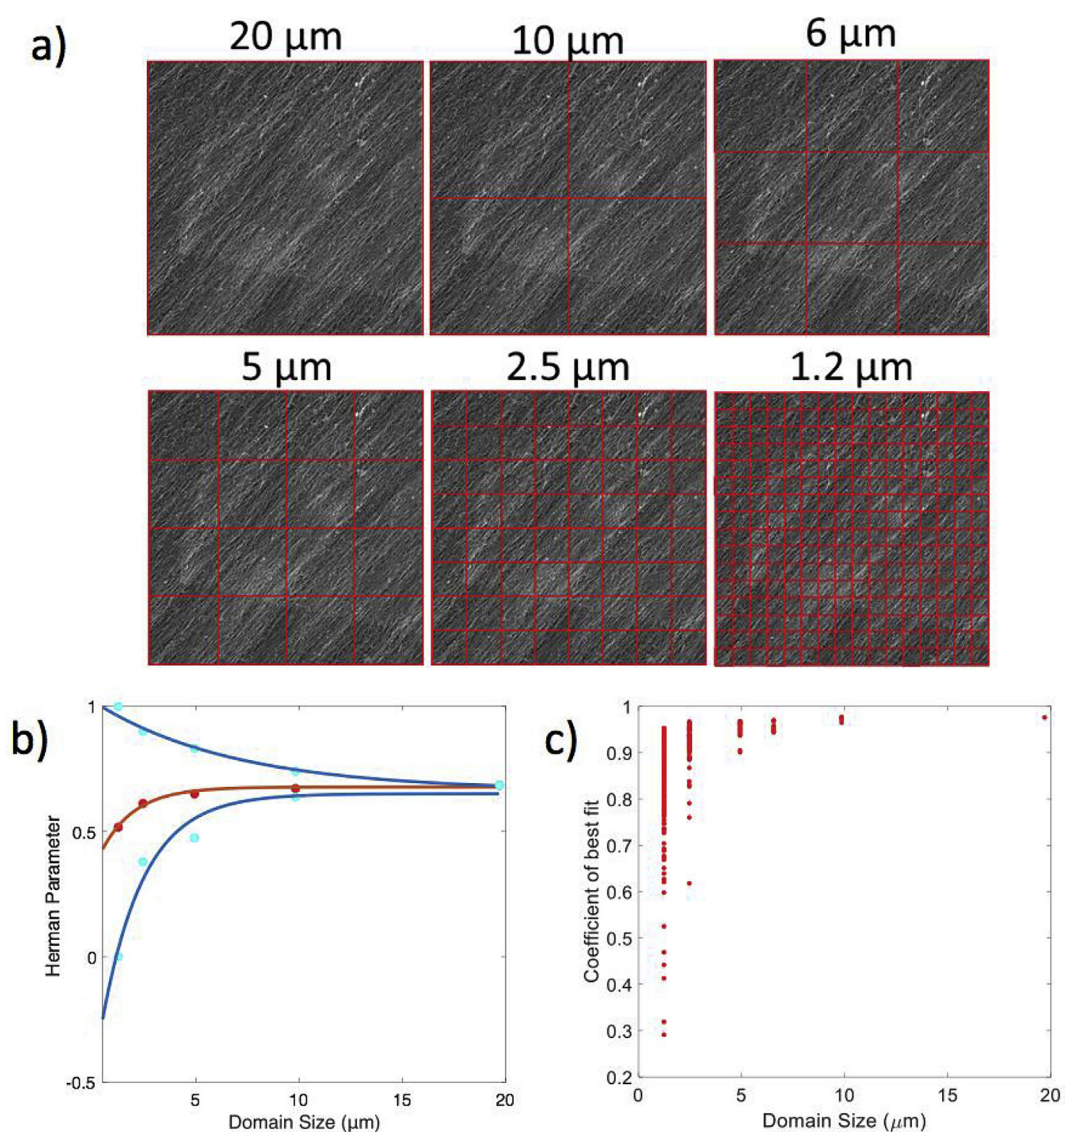 a)
20 μm
10 μm
6 μm
5 μm
2.5 μm
1.2 μm
b)
1
0.5
0
-0.5
5
10
15
20
Herman Parameter
Domain Size (μm)
c)
1
0.9
0.8
0.7
0.6
0.5
0.4
0.3
0.2
0
5
10
15
20
Coefficient of best fit
Domain Size (μm)